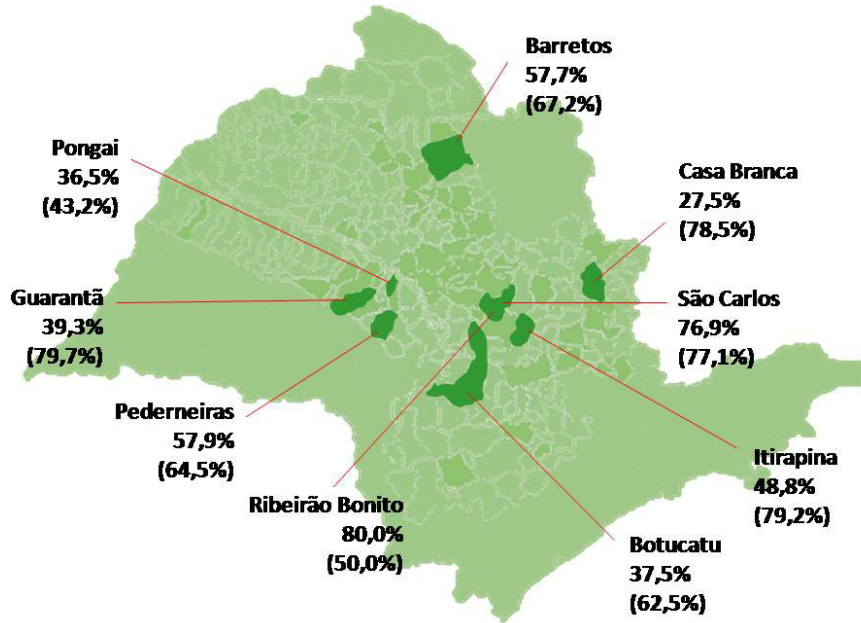 Barretos
57,7%
(67,2%)
Pongai
36,5%
(43,2%)
Casa Branca
27,5%
(78,5%)
Guarantã
39,3%
(79,7%)
São Carlos
76,9%
(77,1%)
Pederneiras
57,9%
(64,5%)
Itirapina
48,8%
(79,2%)
Ribeirão Bonito
80,0%
(50,0%)
Botucatu
37,5%
(62,5%)